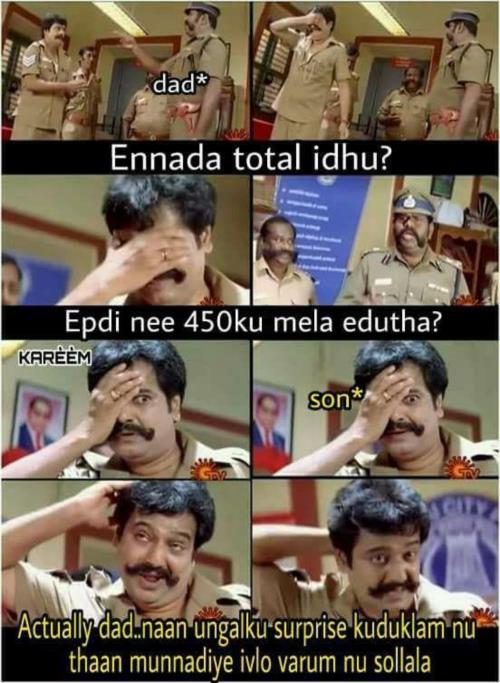 dad*
Ennada total idhu?
Epdi nee 450ku mela edutha?
KAREEM
son*
Actually dad..naan ungalku surprise kuduklam nu
thaan munnadiye ivlo varum nu sollala